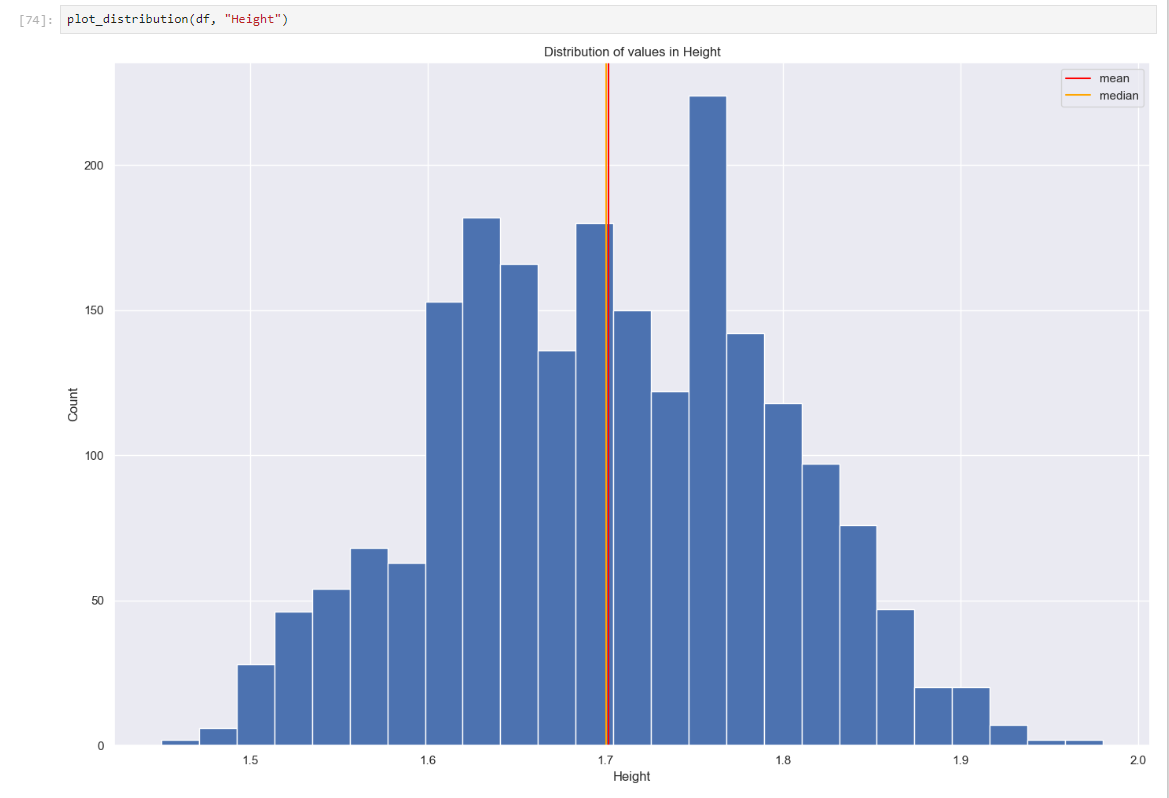 [74]: plot_distribution(df, "Height")
Distribution of values in Height
mean
median
200
150
100
50
0
Count
1.5 1.6 1.7 1.8 1.9 2.0
Height